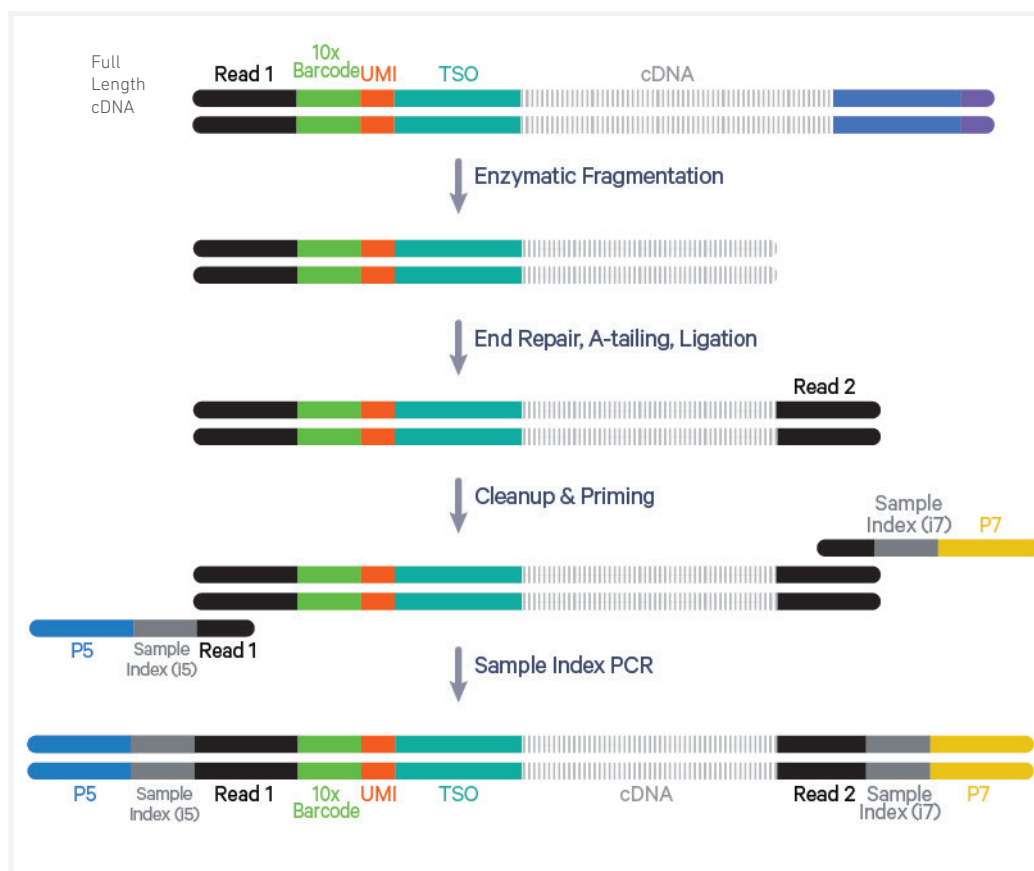 Full
Length
cDNA
Read 1
10x
Barcode
UMI
TSO
cDNA
Enzymatic Fragmentation
End Repair, A-tailing, Ligation
Read 2
Cleanup & Priming
Sample
Index (i7)
P7
P5
Sample
Index (i5)
Read 1
Sample Index PCR
P5
Sample
Index (i5)
Read 1
10x
Barcode
UMI
TSO
cDNA
Read 2
Sample
Index (i7)
P7